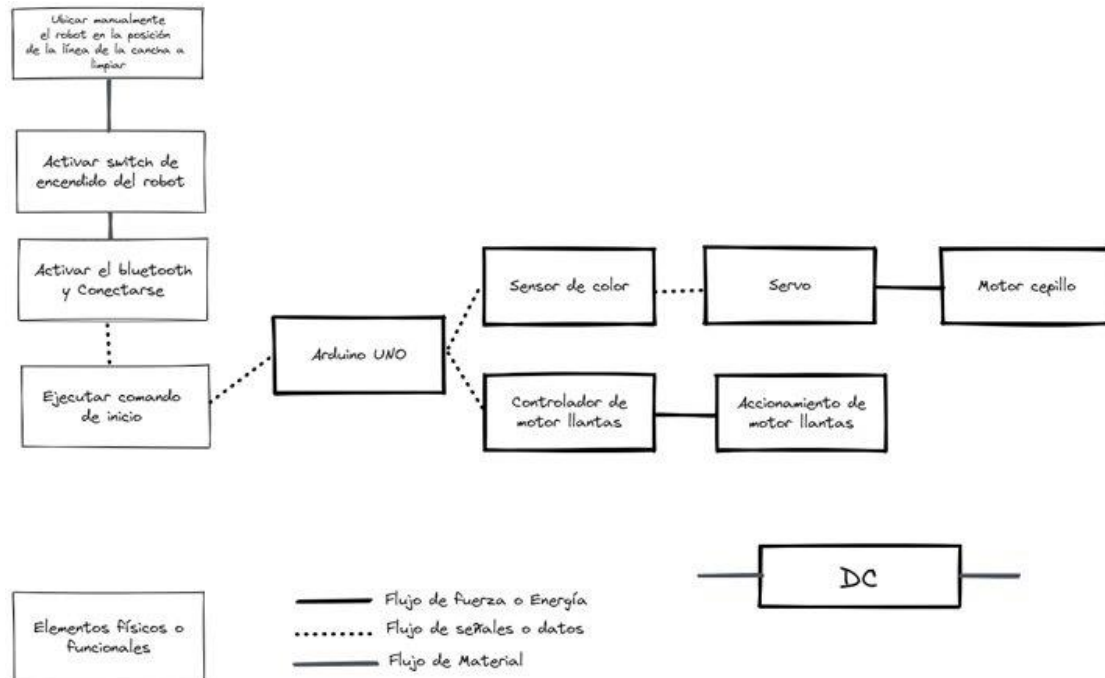 Ubicar manualmente
el robot en la posición
de la línea de la cancha a
limpiar
Activar switch de
encendido del robot
Activar el bluetooth
y Conectarse
Ejecutar comando
de inicio
Arduino UNO
Sensor de color
Servo
Motor cepillo
Controlador de
motor llantas
Accionamiento de
motor llantas
DC
Elementos físicos o
funcionales
Flujo de fuerza o Energía
Flujo de señales o datos
Flujo de Material